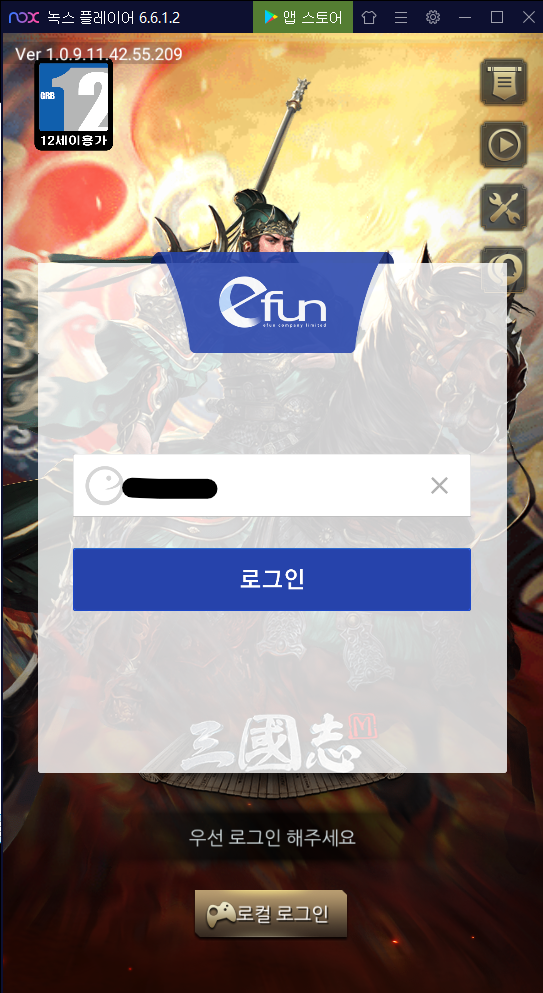 nox 녹스 플레이어 6.6.1.2 앱 스토어
Ver 1.0.9.11.42.55.209
GRB
12
12세이용가
efun
efun company limited
로그인
三國志M
우선 로그인 해주세요
로컬 로그인